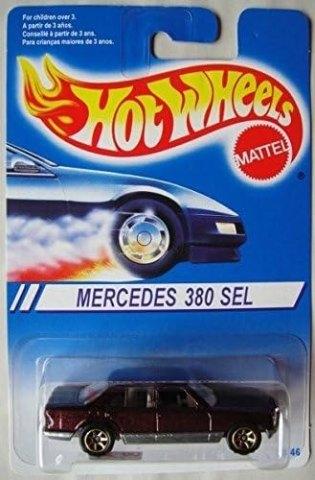 For children over 3.
A partir de 3 años.
Conseillé à partir de 3 ans.
Para crianças maiores de 3 anos.
HOT WHEELS
MATTEL
®
MERCEDES 380 SEL
46